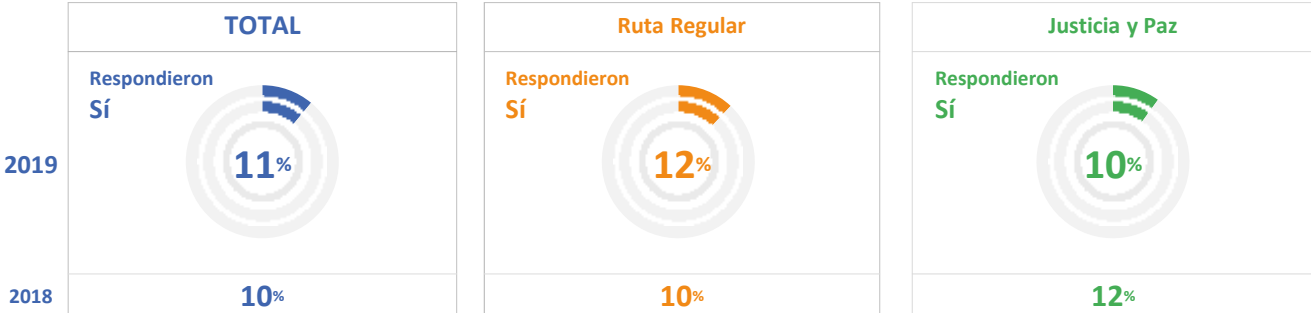 TOTAL
Ruta Regular
Justicia y Paz
Respondieron
Sí
11%
Respondieron
Sí
12%
Respondieron
Sí
10%
2019
2018
10%
10%
12%